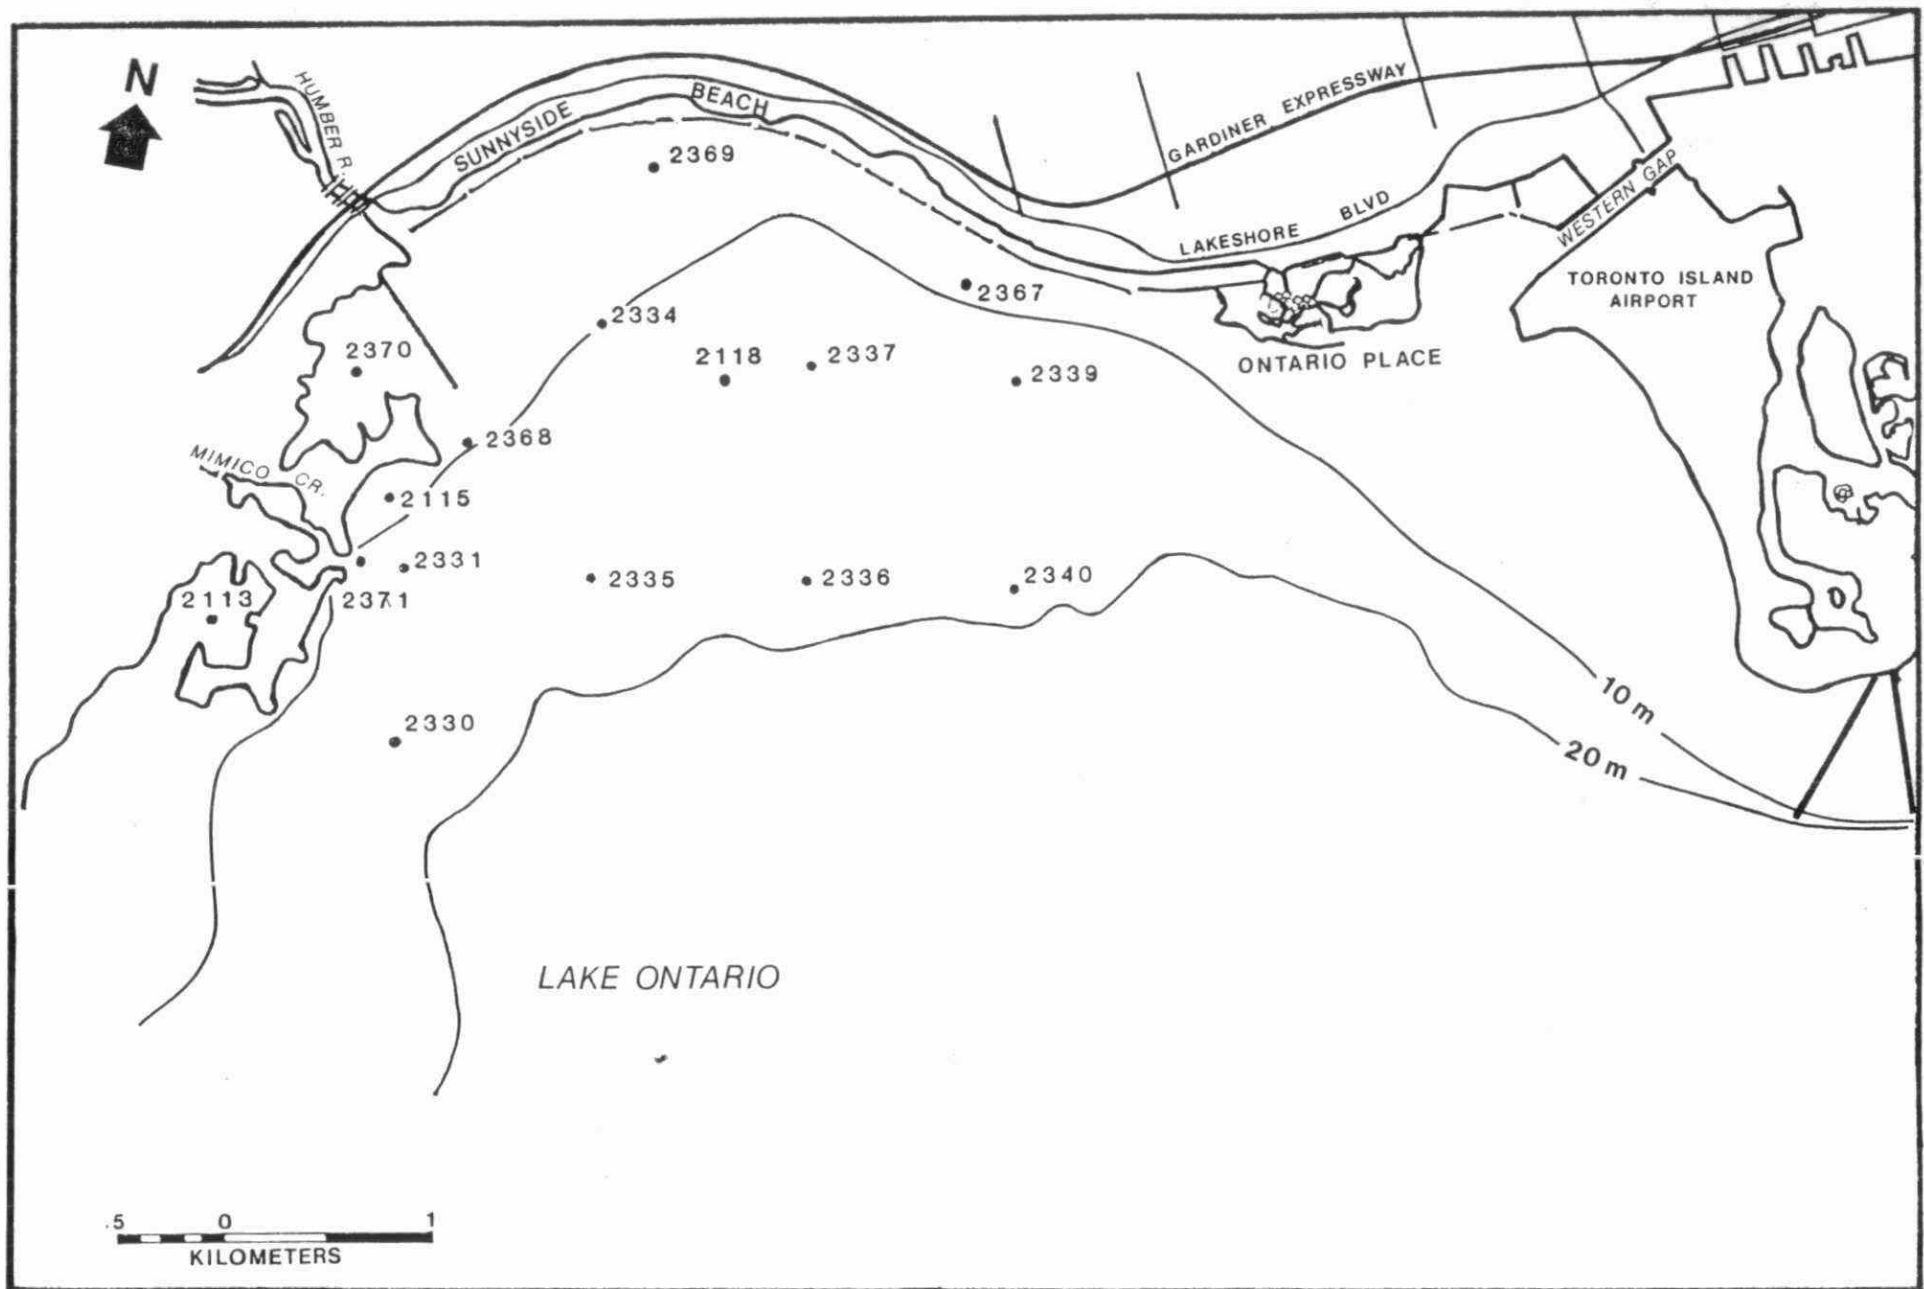 N
HUMBER R.
SUNNYSIDE BEACH
2369
GARDINER EXPRESSWAY
LAKESHORE BLVD
WESTERN GAP
TORONTO ISLAND
AIRPORT
2367
2334
ONTARIO PLACE
2370
2118
2337
2339
2368
MIMICO CR.
2115
2331
2335
2336
2340
2113
2371
2330
10 m
20 m
LAKE ONTARIO
.5 0 1
KILOMETERS